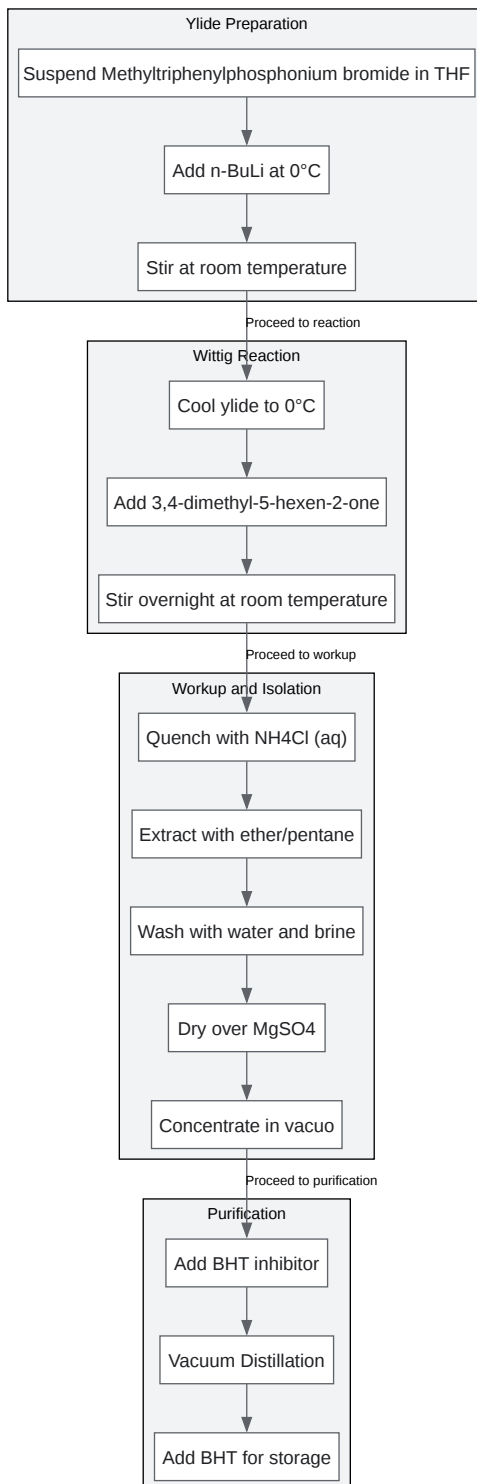 Ylide Preparation
Suspend Methyltriphenylphosphonium bromide in THF
Add n-BuLi at 0°C
Stir at room temperature
Proceed to reaction
Wittig Reaction
Cool ylide to 0°C
Add 3,4-dimethyl-5-hexen-2-one
Stir overnight at room temperature
Proceed to workup
Workup and Isolation
Quench with NH4Cl (aq)
Extract with ether/pentane
Wash with water and brine
Dry over MgSO4
Concentrate in vacuo
Proceed to purification
Purification
Add BHT inhibitor
Vacuum Distillation
Add BHT for storage